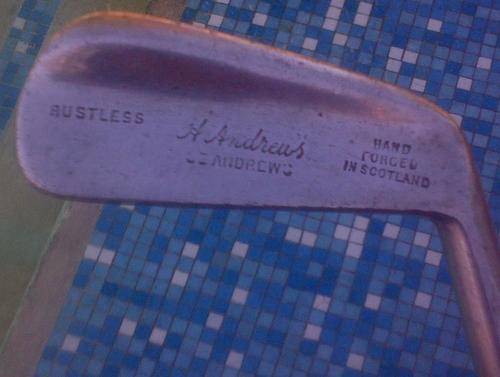 RUSTLESS
H Andrews
ST ANDREWS
HAND
FORGED
IN SCOTLAND